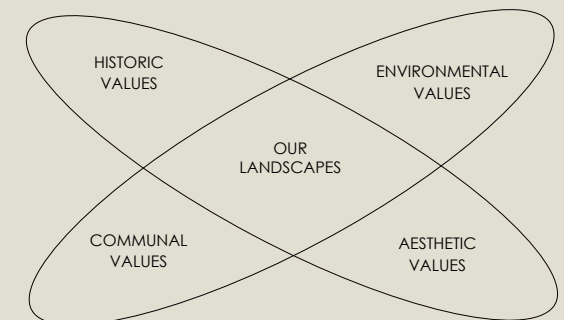 HISTORIC
VALUES
ENVIRONMENTAL
VALUES
OUR
LANDSCAPES
COMMUNAL
VALUES
AESTHETIC
VALUES